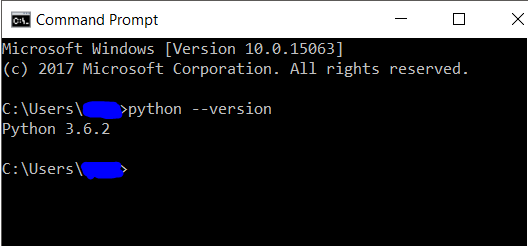 Command Prompt
Microsoft Windows [Version 10.0.15063]
(c) 2017 Microsoft Corporation. All rights reserved.
C:\Users\ >python --version
Python 3.6.2
C:\Users\ >